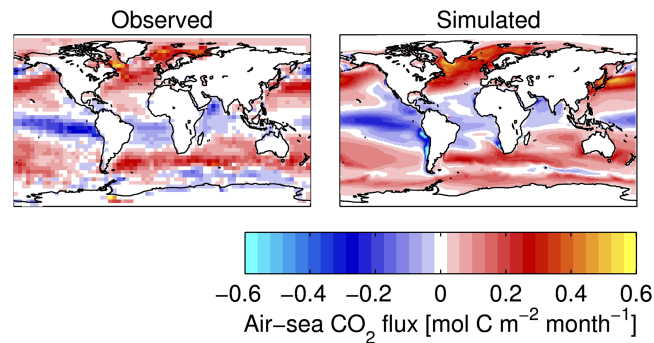 Observed Simulated
−0.6 −0.4 −0.2 0 0.2 0.4 0.6
Air−sea CO₂ flux [mol C m⁻² month⁻¹]